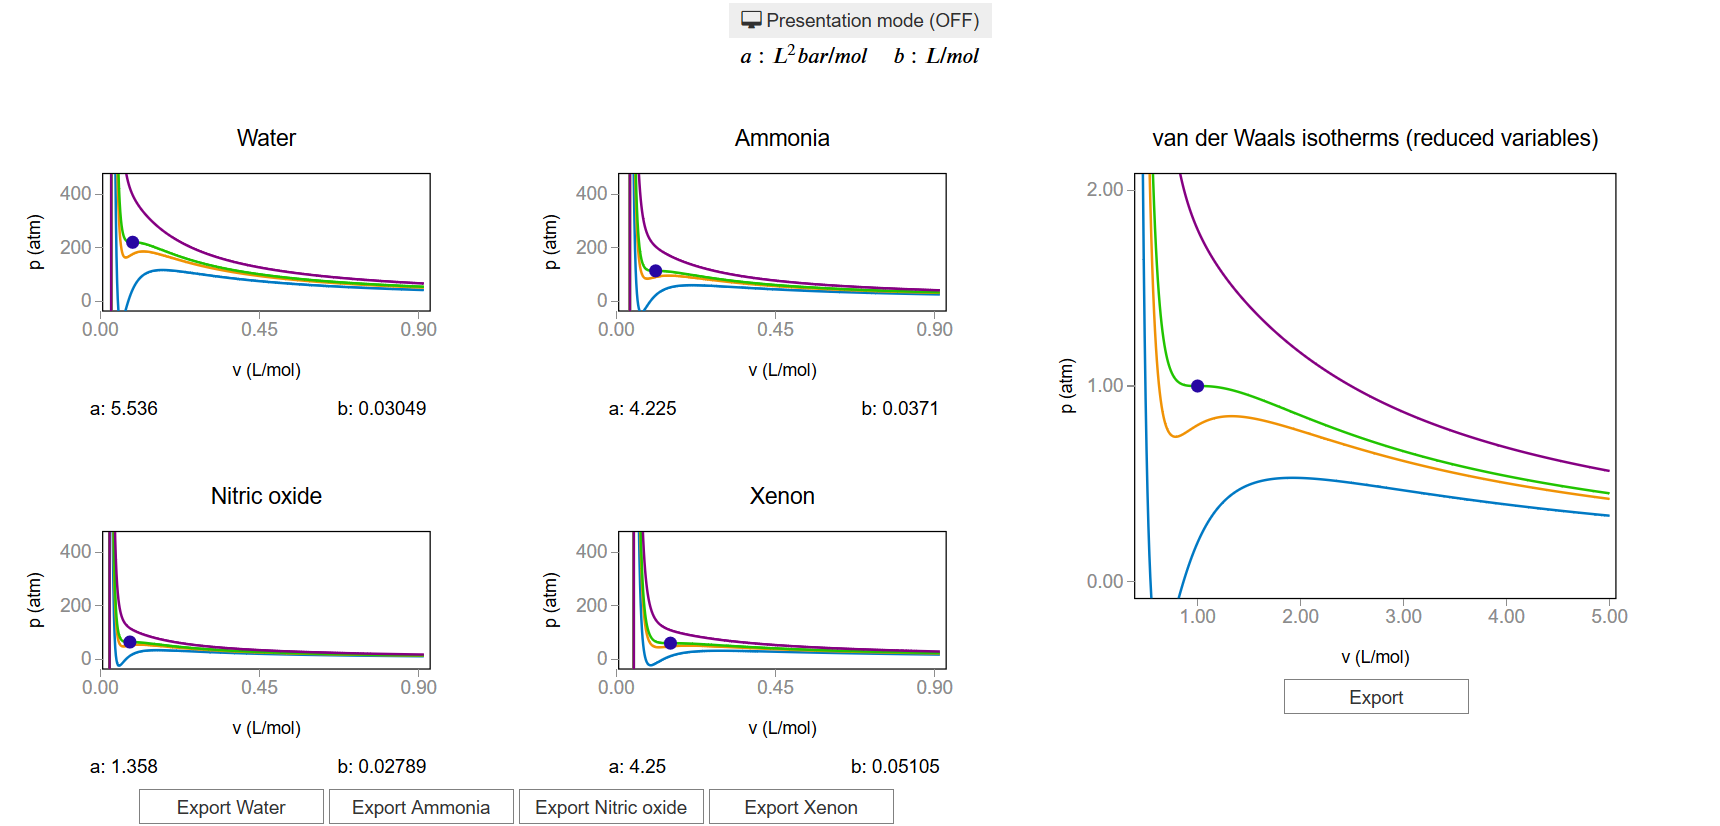 Presentation mode (OFF)
a : L²bar/mol b : L/mol
Water
p (atm)
400
200
0
0.00 0.45 0.90
v (L/mol)
a: 5.536 b: 0.03049
Ammonia
p (atm)
400
200
0
0.00 0.45 0.90
v (L/mol)
a: 4.225 b: 0.0371
Nitric oxide
p (atm)
400
200
0
0.00 0.45 0.90
v (L/mol)
a: 1.358 b: 0.02789
Xenon
p (atm)
400
200
0
0.00 0.45 0.90
v (L/mol)
a: 4.25 b: 0.05105
Export Water Export Ammonia Export Nitric oxide Export Xenon
van der Waals isotherms (reduced variables)
p (atm)
2.00
1.00
0.00
1.00 2.00 3.00 4.00 5.00
v (L/mol)
Export